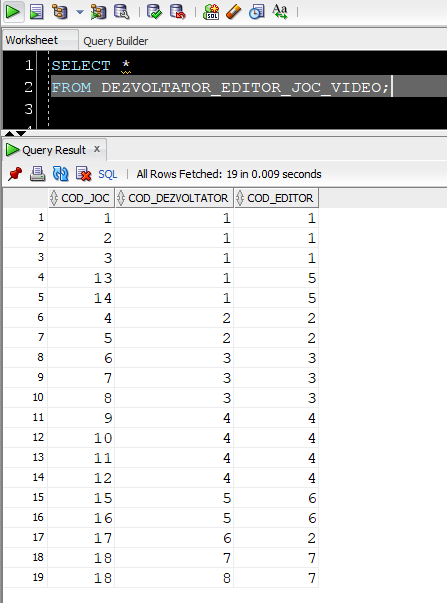 SQL
Aa
Worksheet Query Builder
1 SELECT *
2 FROM DEZVOLTATOR_EDITOR_JOC_VIDEO;
3
Query Result x
SQL | All Rows Fetched: 19 in 0.009 seconds
COD_JOC COD_DEZVOLTATOR COD_EDITOR
1 1 1 1
2 2 1 1
3 3 1 1
4 13 1 5
5 14 1 5
6 4 2 2
7 5 2 2
8 6 3 3
9 7 3 3
10 8 3 3
11 9 4 4
12 10 4 4
13 11 4 4
14 12 4 4
15 15 5 6
16 16 5 6
17 17 6 2
18 18 7 7
19 18 8 7